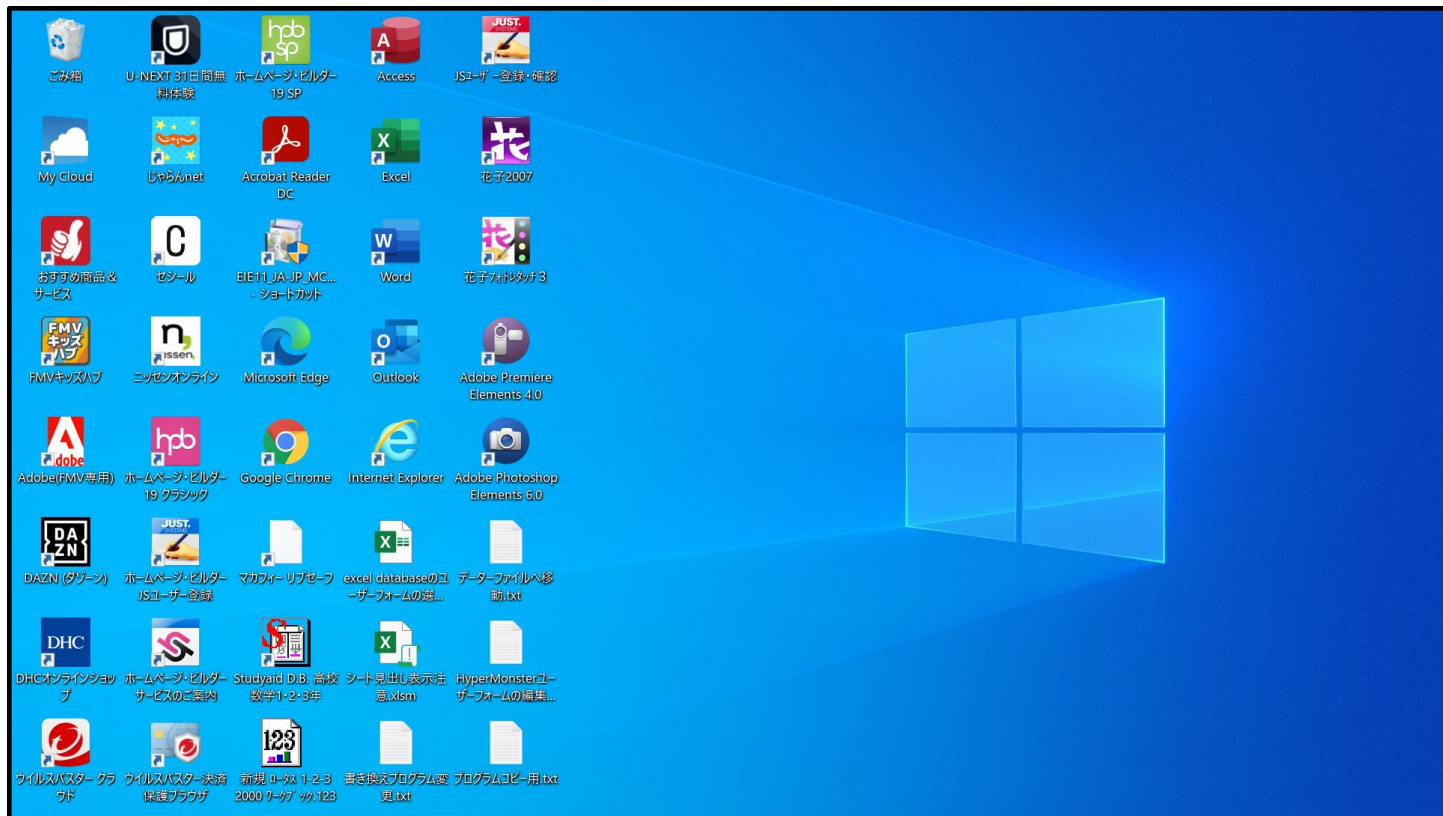 ごみ箱
U-NEXT 31日間無
料体験
ホームページ・ビルダー
19 SP
Access
JSユーザー登録・確認
My Cloud
じゃらんnet
Acrobat Reader
DC
Excel
花子2007
おすすめ商品&
サービス
セシール
EIE11_JA-JP_MC...
- ショートカット
Word
花子フォトレタッチ3
FMVキッズハブ
ニッセンオンライン
Microsoft Edge
Outlook
Adobe Premiere
Elements 4.0
Adobe(FMV専用)
ホームページ・ビルダー
19 クラシック
Google Chrome
Internet Explorer
Adobe Photoshop
Elements 6.0
DAZN (ダゾーン)
ホームページ・ビルダー
JSユーザー登録
マカフィー リブセーフ
excel databaseのユ
ーザーフォームの選...
データーファイルへ移
動.txt
DHCオンラインショッ
プ
ホームページ・ビルダー
サービスのご案内
Studyaid D.B. 高校
数学1・2・3年
シート見出し表示注
意.xlsm
HyperMonsterユー
ザーフォームの編集...
ウイルスバスター クラ
ウド
ウイルスバスター決済
保護ブラウザ
新規 ロータス 1-2-3
2000 ワークブック.123
書き換えプログラム変
更.txt
プログラムコピー用.txt